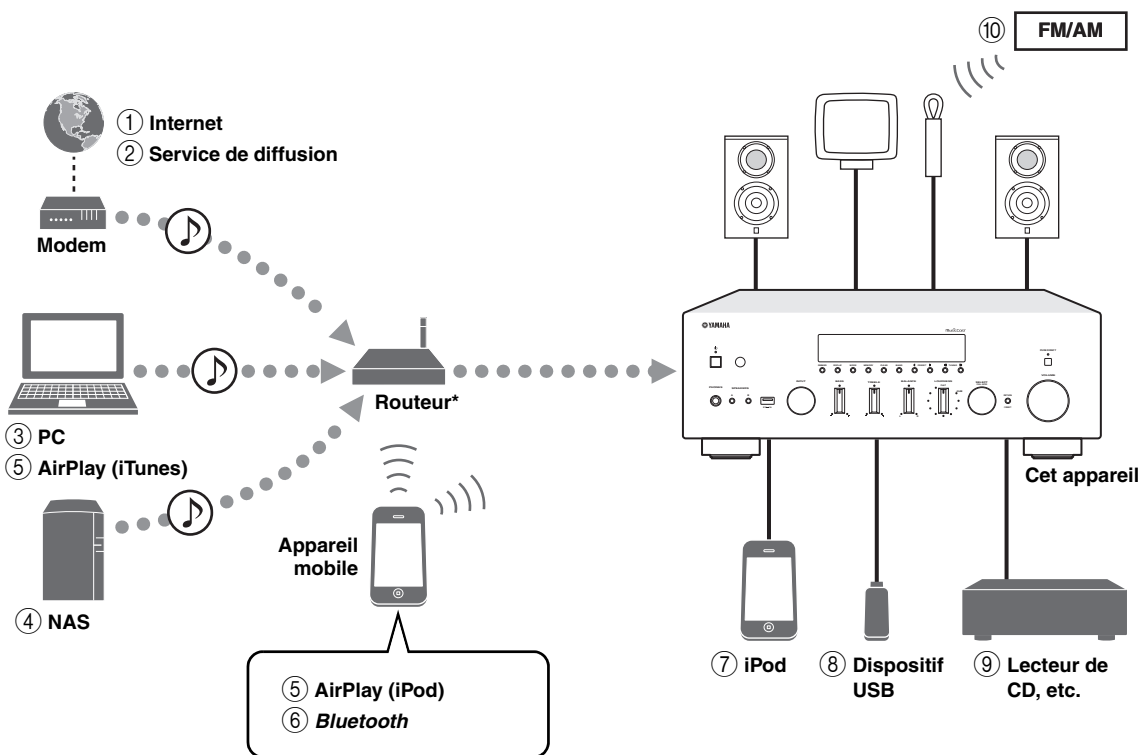 ⑩ FM/AM
① Internet
② Service de diffusion
Modem
③ PC
⑤ AirPlay (iTunes)
Routeur*
④ NAS
Appareil
mobile
⑤ AirPlay (iPod)
⑥ Bluetooth
YAMAHA
Cet appareil
⑦ iPod
⑧ Dispositif
USB
⑨ Lecteur de
CD, etc.